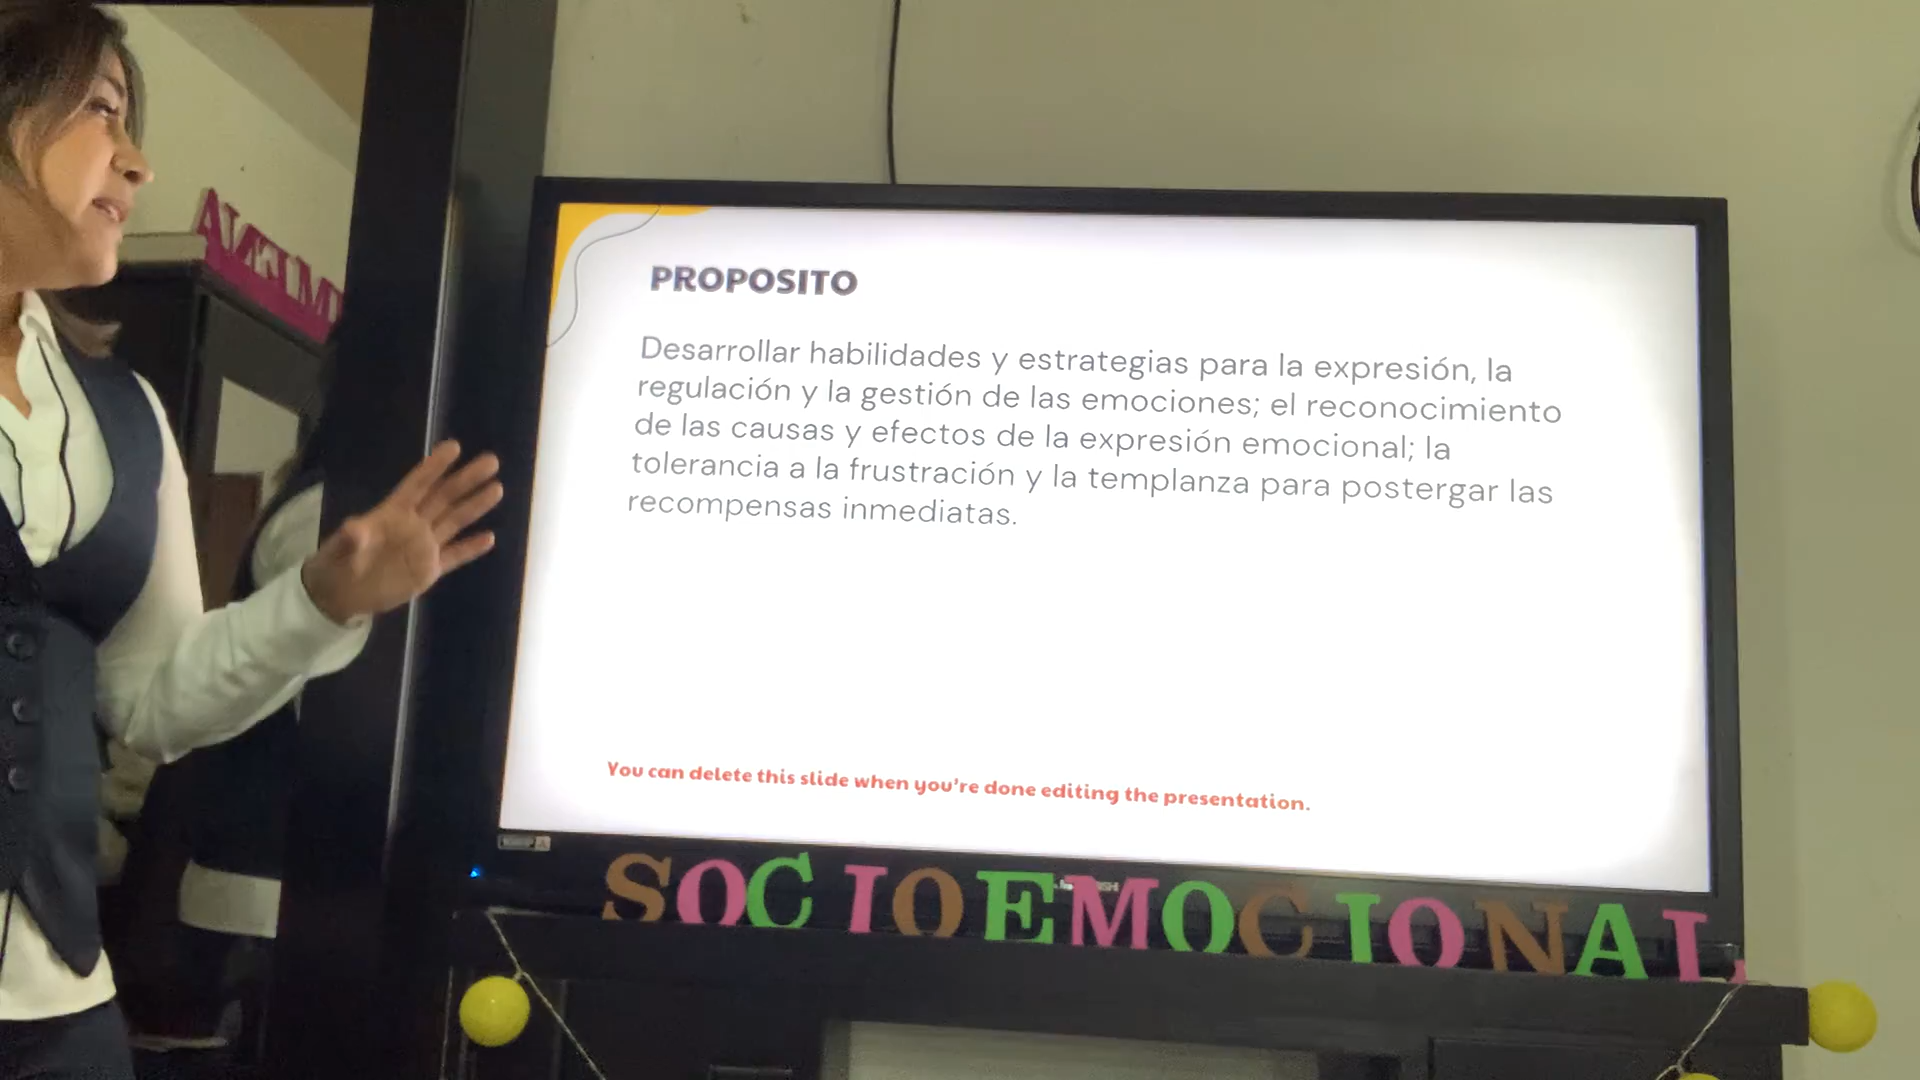 PROPOSITO
Desarrollar habilidades y estrategias para la expresión, la
regulación y la gestión de las emociones; el reconocimiento
de las causas y efectos de la expresión emocional; la
tolerancia a la frustración y la templanza para postergar las
recompensas inmediatas.
You can delete this slide when you're done editing the presentation.
SOCIOEMOCIONAL